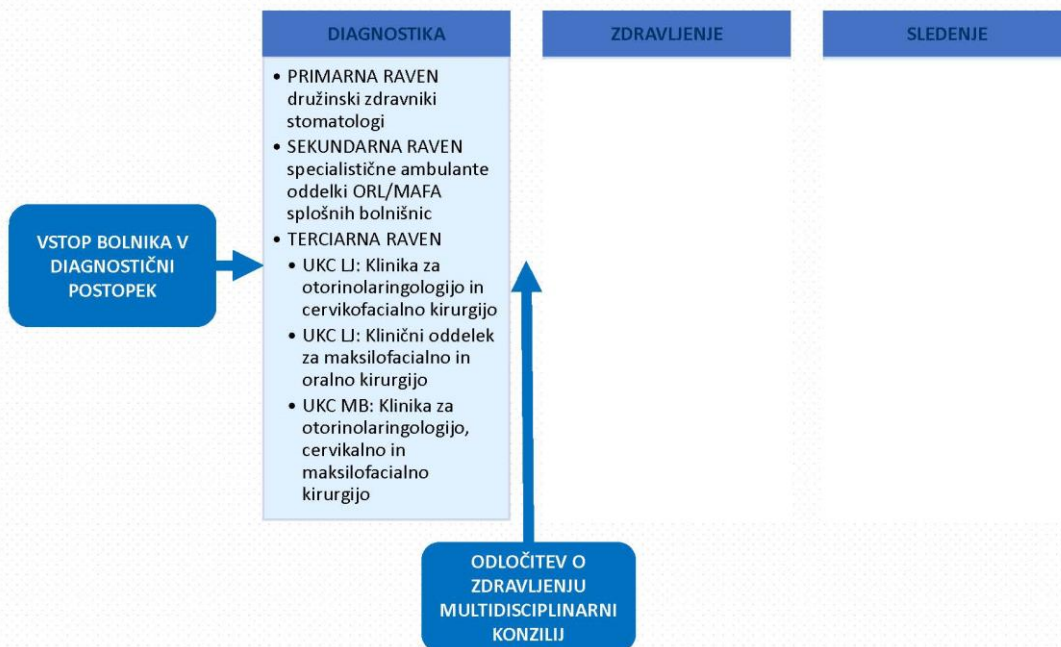 DIAGNOSTIKA
ZDRAVLJENJE
SLEDENJE
VSTOP BOLNIKA V
DIAGNOSTIČNI
POSTOPEK
• PRIMARNA RAVEN
družinski zdravniki
stomatologi
• SEKUNDARNA RAVEN
specialistične ambulante
oddelki ORL/MAFA
splošnih bolnišnic
• TERCIARNA RAVEN
• UKC LJ: Klinika za
otorinolaringologijo in
cervikofacialno kirurgijo
• UKC LJ: Klinični oddelek
za maksilofacialno in
oralno kirurgijo
• UKC MB: Klinika za
otorinolaringologijo,
cervikalno in
maksilofacialno
kirurgijo
ODLOČITEV O
ZDRAVLJENJU
MULTIDISCIPLINARNI
KONZILIJ